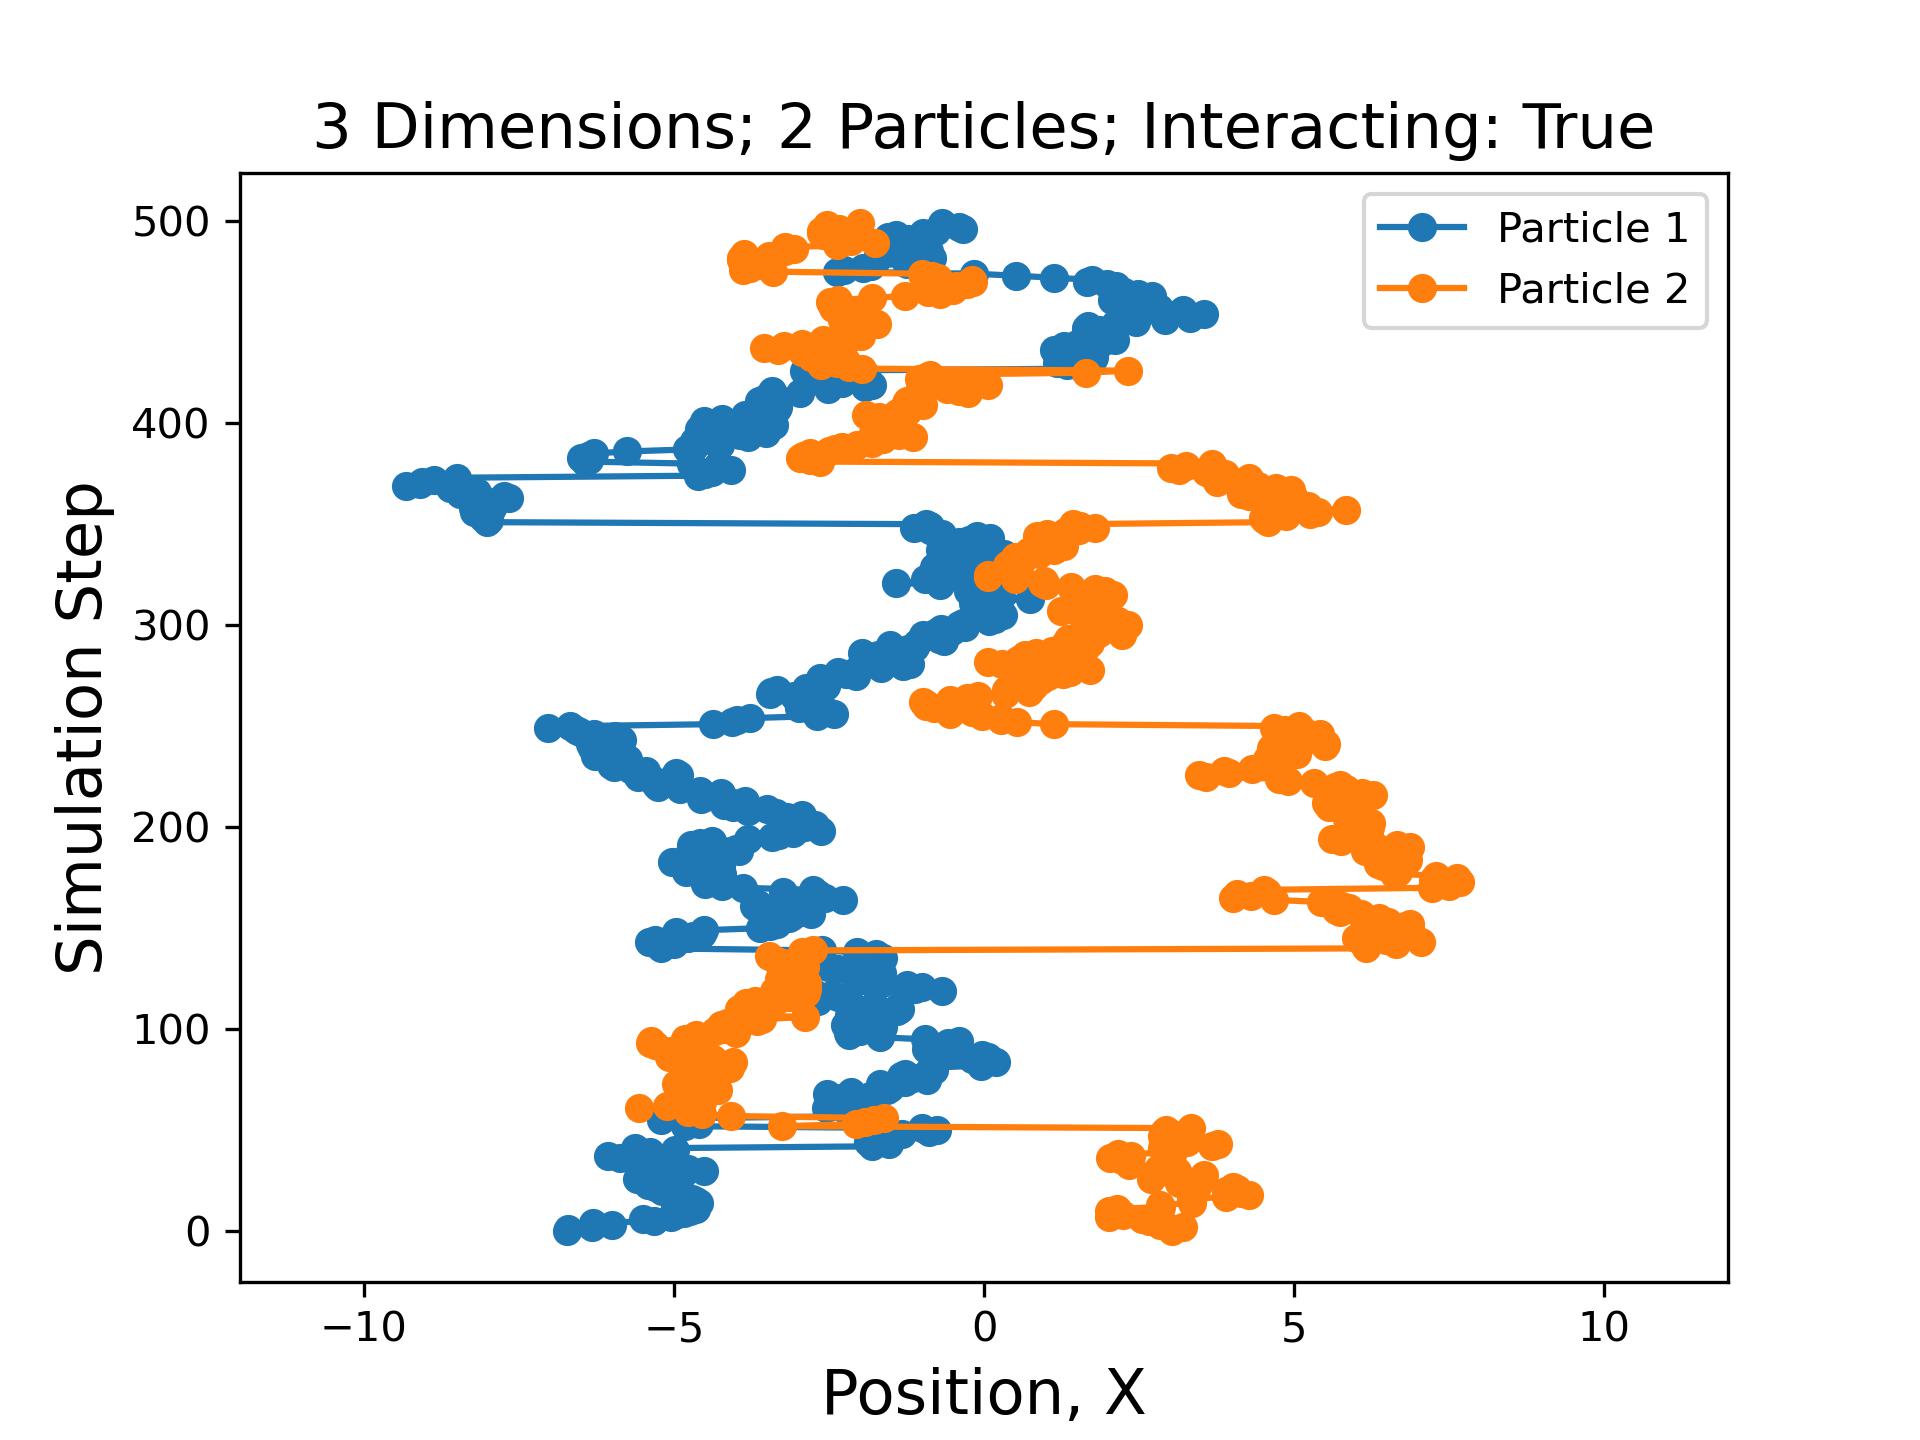 3 Dimensions; 2 Particles; Interacting: True
Particle 1
Particle 2
Simulation Step
500
400
300
200
100
0
−10
−5
0
5
10
Position, X